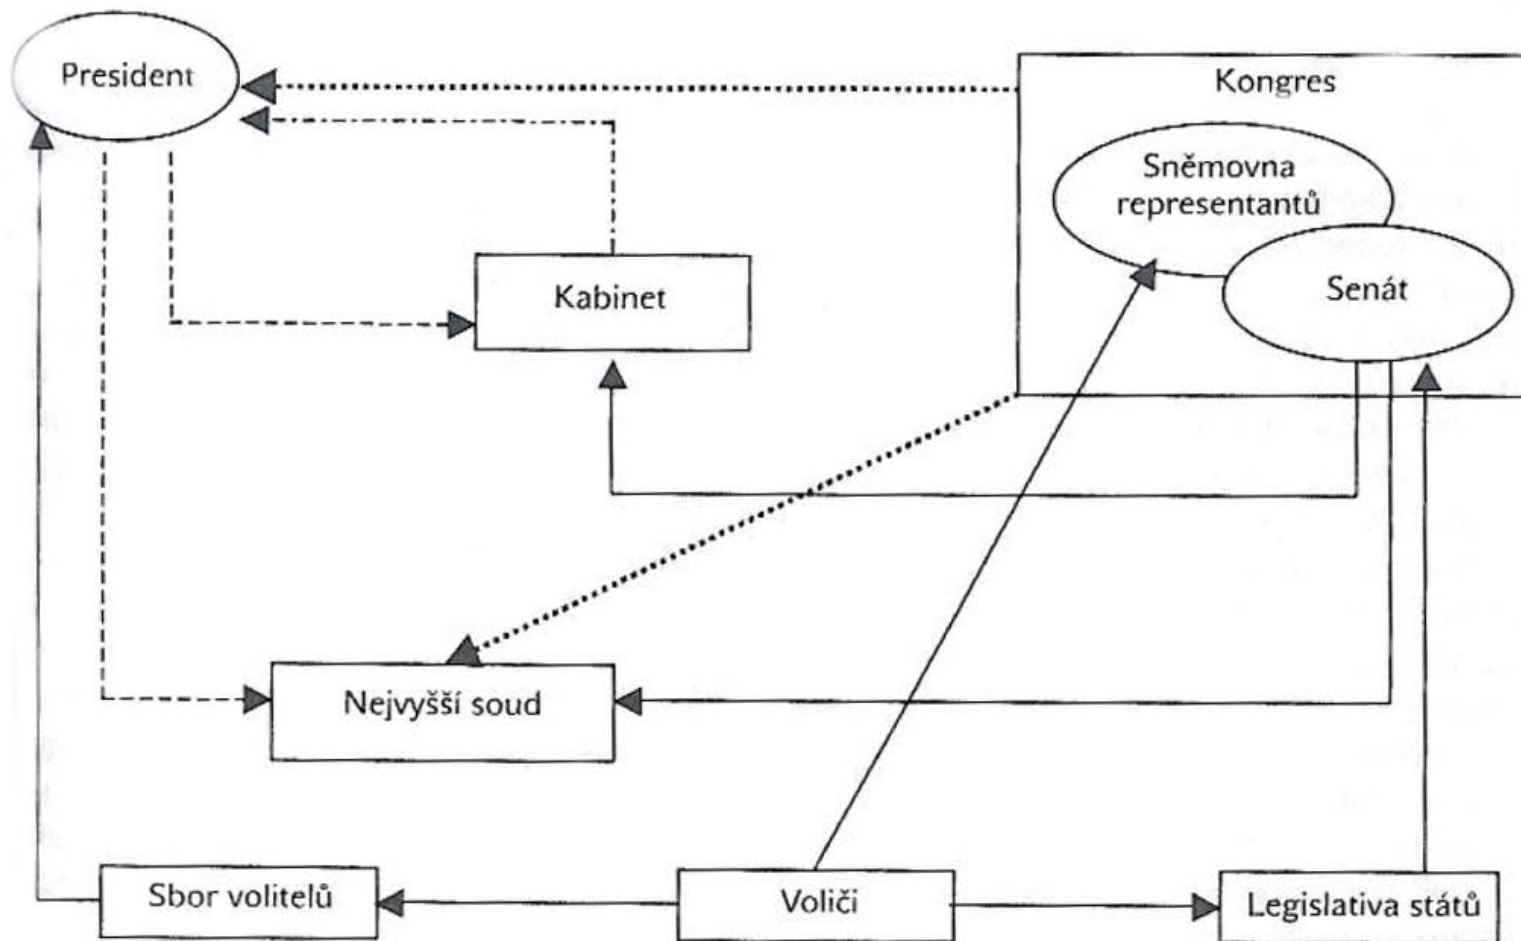 President
Kongres
Sněmovna
representantů
Senát
Kabinet
Nejvyšší soud
Sbor volitelů
Voliči
Legislativa států